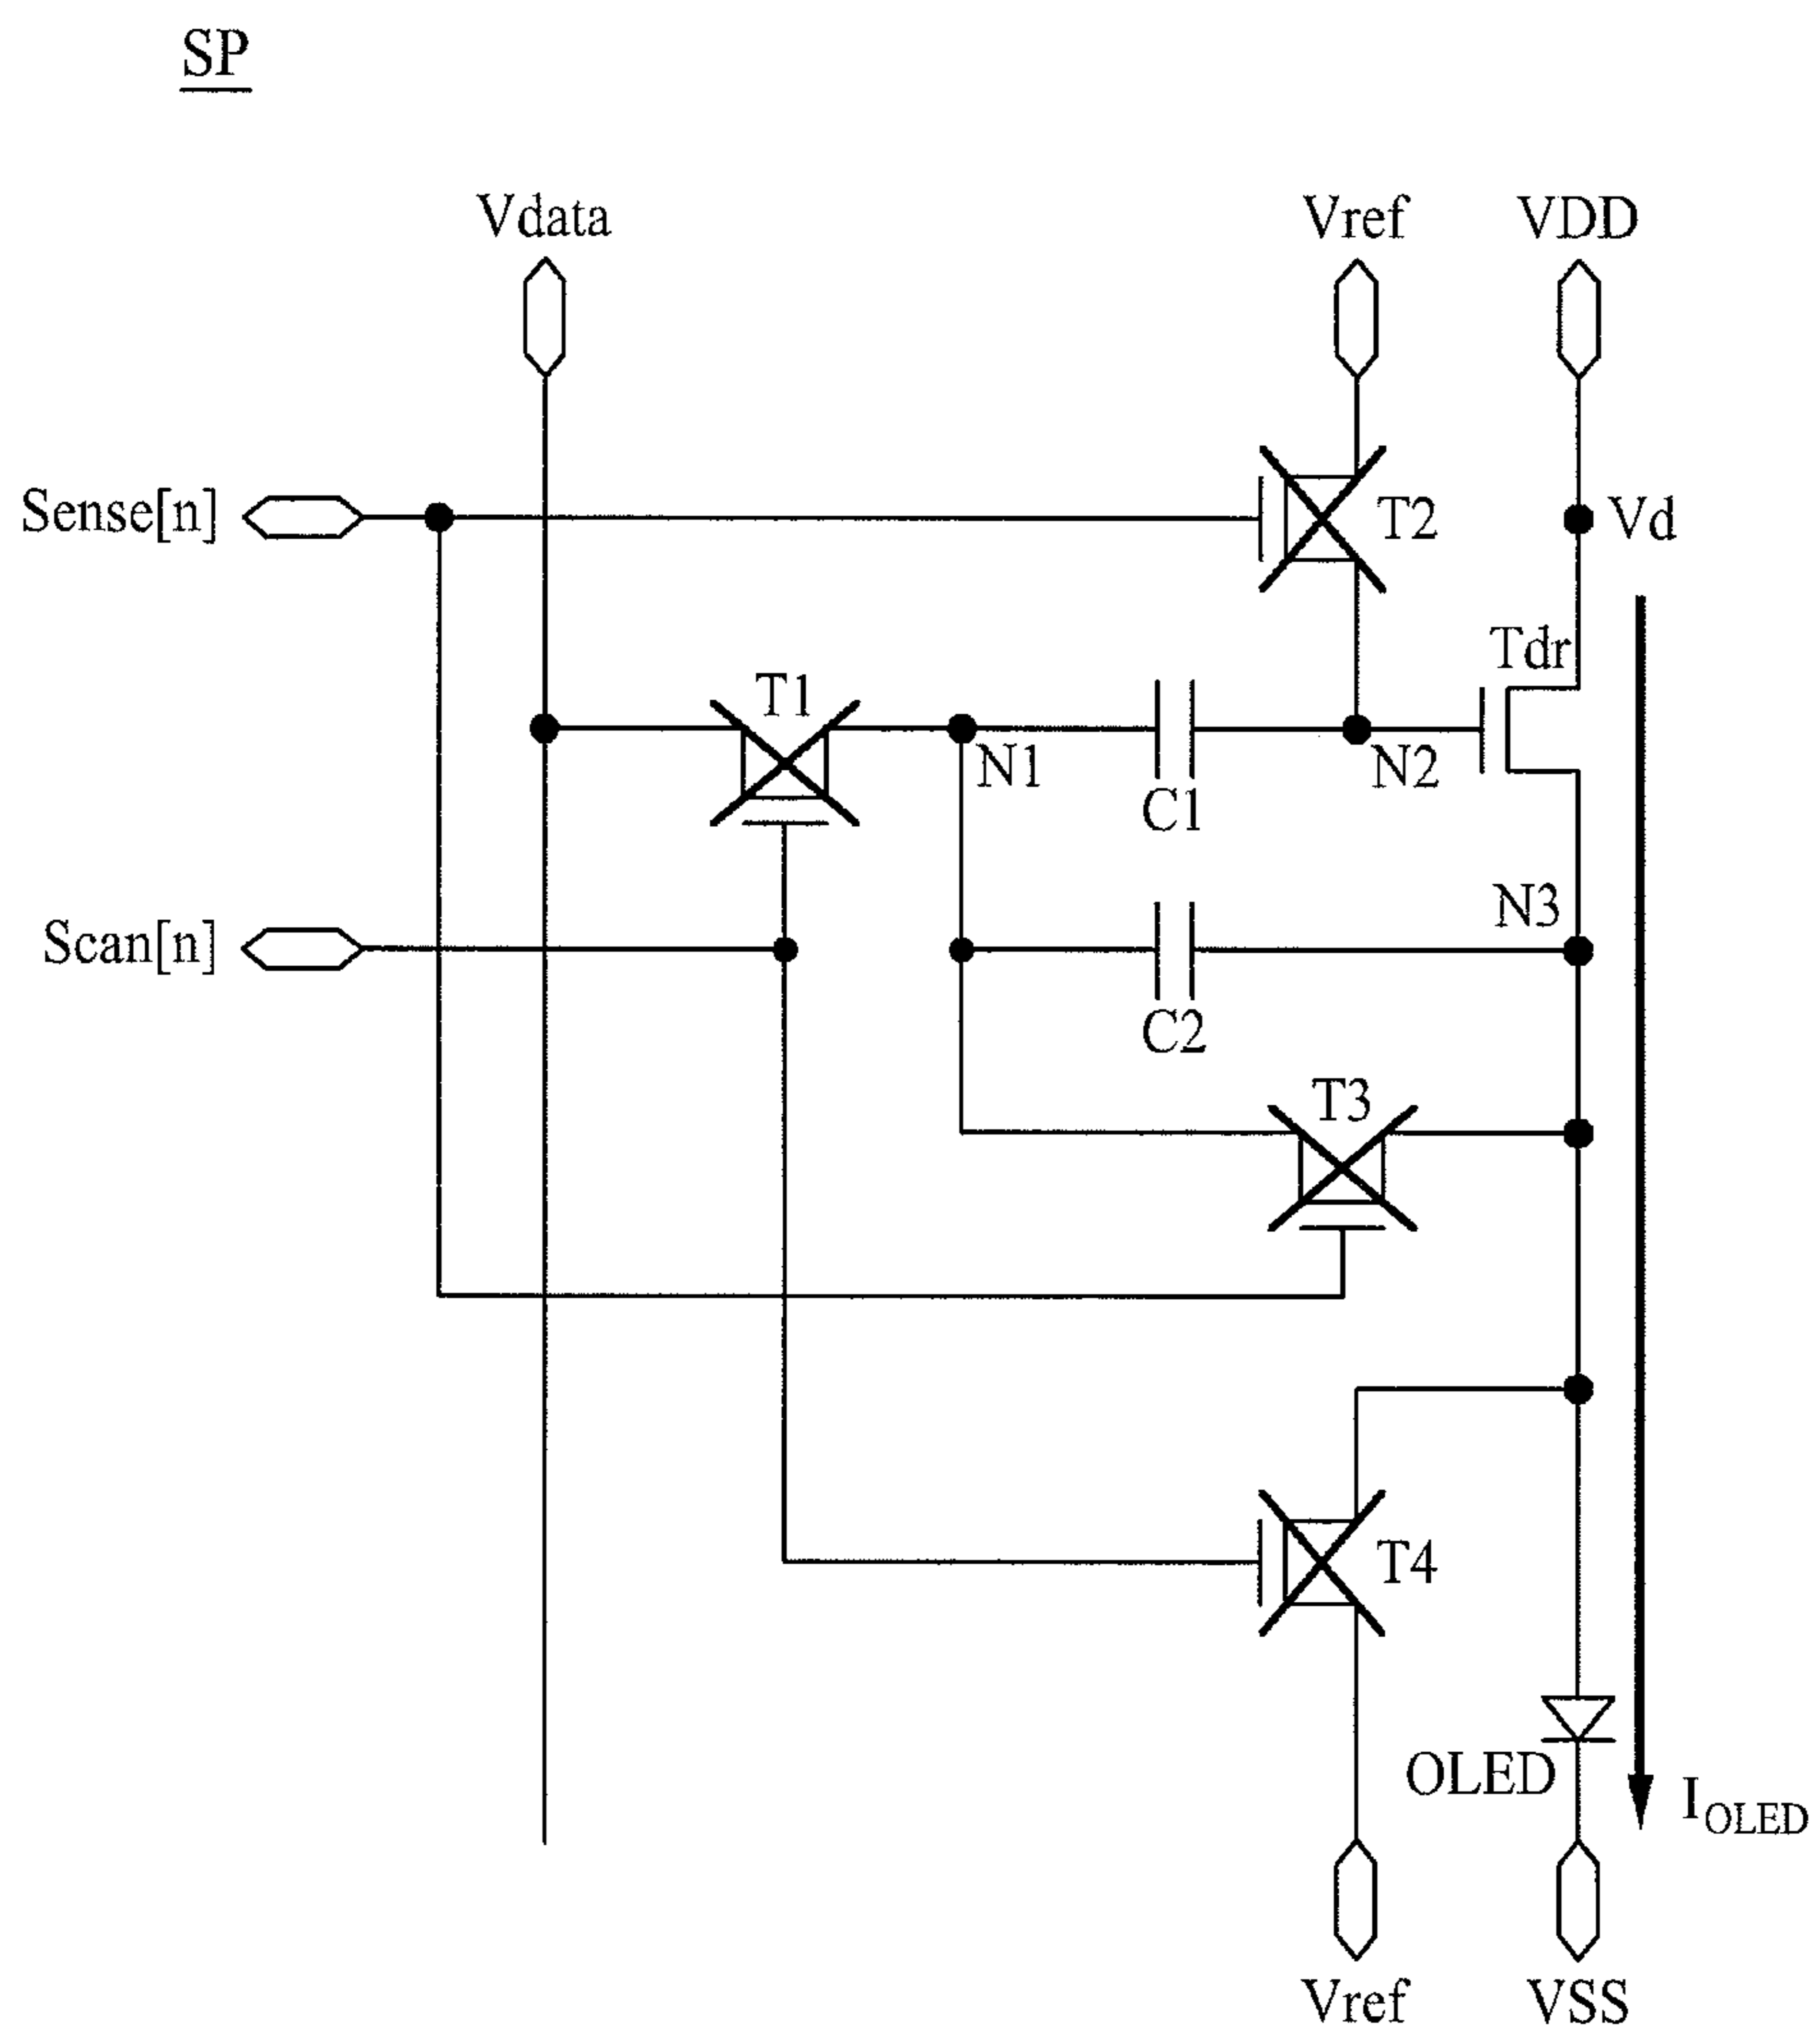 SP
Vdata
Vref
VDD
Sense[n]
T2
Vd
Tdr
T1
N1
N2
C1
N3
Scan[n]
C2
T3
T4
OLED
IOLED
Vref
VSS